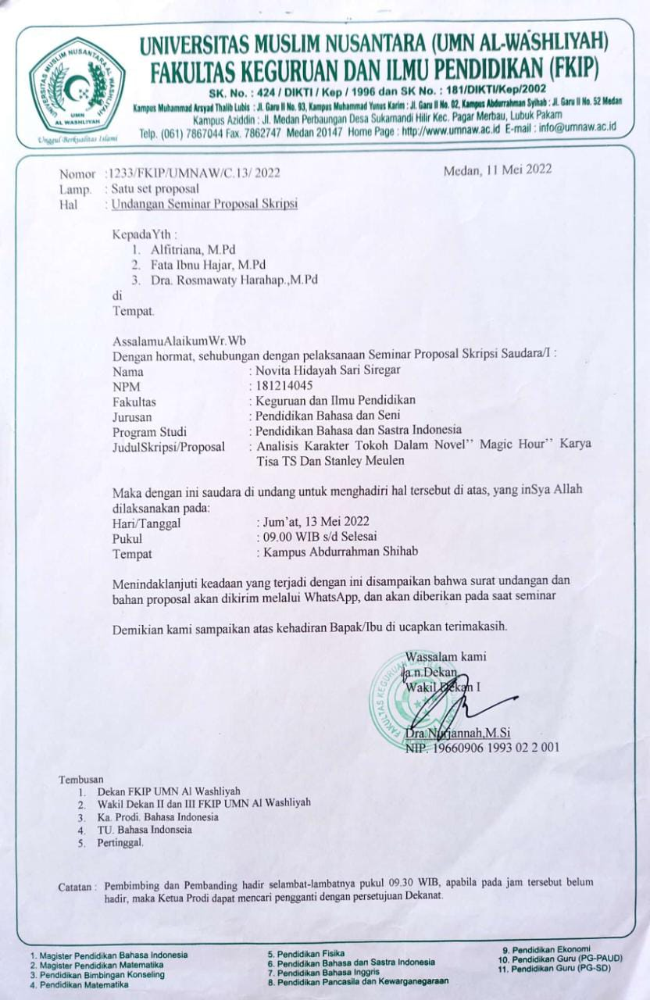 UNIVERSITAS MUSLIM NUSANTARA (UMN AL-WASHLIYAH)
FAKULTAS KEGURUAN DAN ILMU PENDIDIKAN (FKIP)
SK. No. : 424 / DIKTI / Kep / 1996 dan SK No. : 181/DIKTI/Kep/2002
Kampus Muhammad Arsyad Thalib Lubis : Jl. Garu II No. 93, Kampus Muhammad Yunus Karim : Jl. Garu II No. 02, Kampus Abdurrahman Syihab : Jl. Garu II No. 52 Medan
Kampus Aziddin : Jl. Medan Perbaungan Desa Sukamandi Hilir Kec. Pagar Merbau, Lubuk Pakam
Telp. (061) 7867044 Fax. 7862747 Medan 20147 Home Page : http://www.umnaw.ac.id E-mail : info@umnaw.ac.id
UNIVERSITAS MUSLIM NUSANTARA AL WASHLIYAH
UMN
AL WASHLIYAH
Unggul Berkualitas Islami
Nomor :1233/FKIP/UMNAW/C.13/ 2022 Medan, 11 Mei 2022
Lamp. : Satu set proposal
Hal : Undangan Seminar Proposal Skripsi
KepadaYth :
1. Alfitriana, M.Pd
2. Fata Ibnu Hajar, M.Pd
3. Dra. Rosmawaty Harahap.,M.Pd
di
Tempat.
AssalamuAlaikumWr.Wb
Dengan hormat, sehubungan dengan pelaksanaan Seminar Proposal Skripsi Saudara/I :
Nama : Novita Hidayah Sari Siregar
NPM : 181214045
Fakultas : Keguruan dan Ilmu Pendidikan
Jurusan : Pendidikan Bahasa dan Seni
Program Studi : Pendidikan Bahasa dan Sastra Indonesia
JudulSkripsi/Proposal : Analisis Karakter Tokoh Dalam Novel’’ Magic Hour’’ Karya
Tisa TS Dan Stanley Meulen
Maka dengan ini saudara di undang untuk menghadiri hal tersebut di atas, yang inSya Allah
dilaksanakan pada:
Hari/Tanggal : Jum’at, 13 Mei 2022
Pukul : 09.00 WIB s/d Selesai
Tempat : Kampus Abdurrahman Shihab
Menindaklanjuti keadaan yang terjadi dengan ini disampaikan bahwa surat undangan dan
bahan proposal akan dikirim melalui WhatsApp, dan akan diberikan pada saat seminar
Demikian kami sampaikan atas kehadiran Bapak/Ibu di ucapkan terimakasih.
Wassalam kami
a.n.Dekan
Wakil Dekan I
FAKULTAS KEGURUAN
Dra.Nurjannah,M.Si
NIP. 19660906 1993 02 2 001
Tembusan
1. Dekan FKIP UMN Al Washliyah
2. Wakil Dekan II dan III FKIP UMN Al Washliyah
3. Ka. Prodi. Bahasa Indonesia
4. TU. Bahasa Indonseia
5. Pertinggal.
Catatan : Pembimbing dan Pembanding hadir selambat-lambatnya pukul 09.30 WIB, apabila pada jam tersebut belum
hadir, maka Ketua Prodi dapat mencari pengganti dengan persetujuan Dekanat.
1. Magister Pendidikan Bahasa Indonesia
2. Magister Pendidikan Matematika
3. Pendidikan Bimbingan Konseling
4. Pendidikan Matematika
5. Pendidikan Fisika
6. Pendidikan Bahasa dan Sastra Indonesia
7. Pendidikan Bahasa Inggris
8. Pendidikan Pancasila dan Kewarganegaraan
9. Pendidikan Ekonomi
10. Pendidikan Guru (PG-PAUD)
11. Pendidikan Guru (PG-SD)